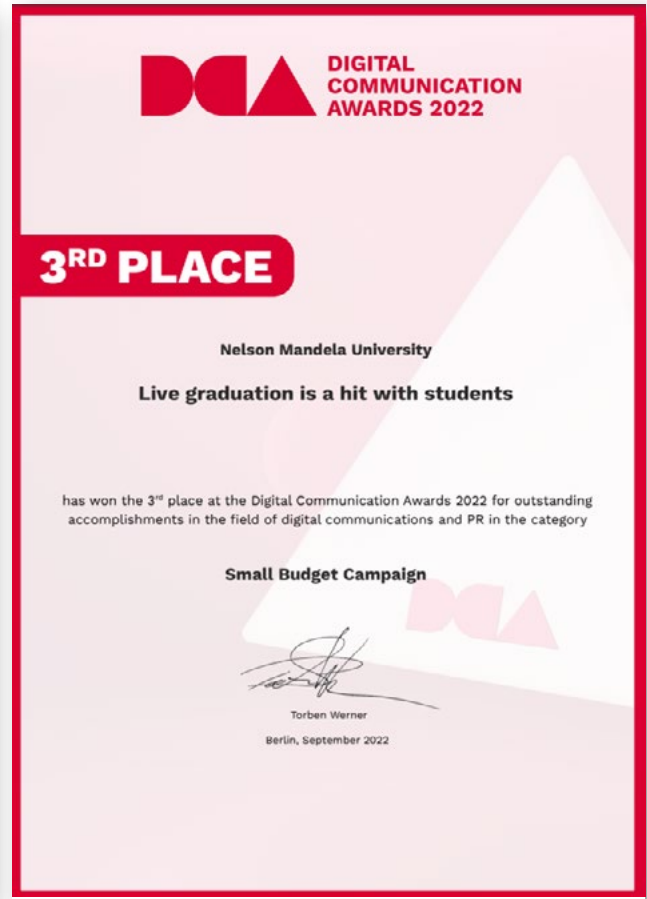 DCA
DIGITAL
COMMUNICATION
AWARDS 2022
3RD PLACE
Nelson Mandela University
Live graduation is a hit with students
has won the 3rd place at the Digital Communication Awards 2022 for outstanding
accomplishments in the field of digital communications and PR in the category
Small Budget Campaign
DCA
Torben Werner
Berlin, September 2022